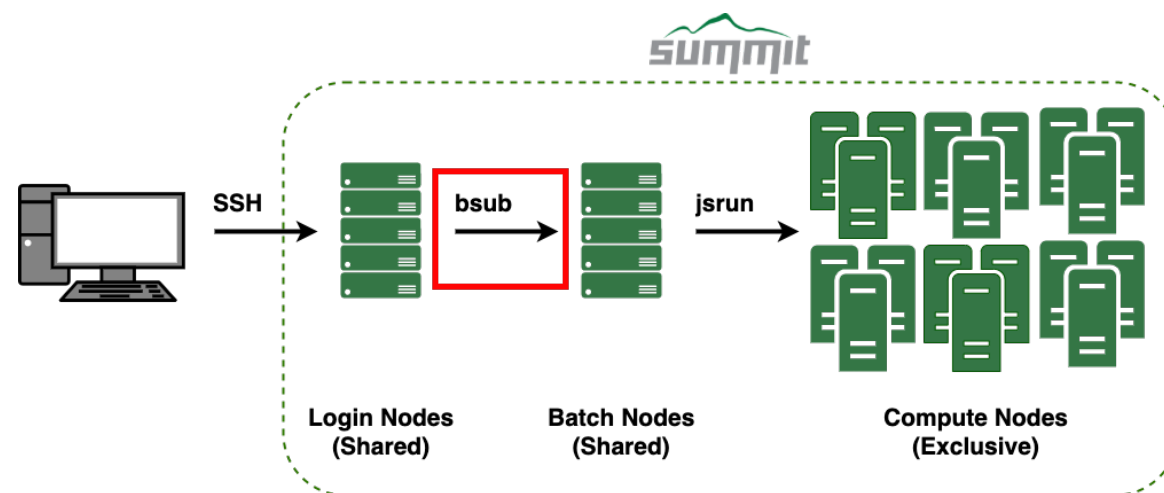 summit
SSH
bsub
jsrun
Login Nodes
(Shared)
Batch Nodes
(Shared)
Compute Nodes
(Exclusive)